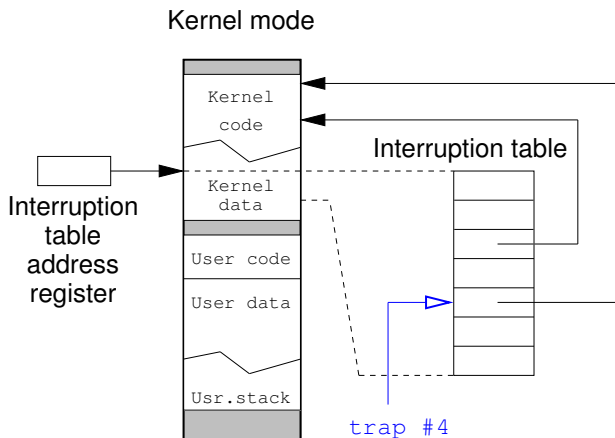 Kernel mode
Kernel
code
Interruption table
Kernel
data
Interruption
table
address
register
User code
User data
Usr.stack
trap #4